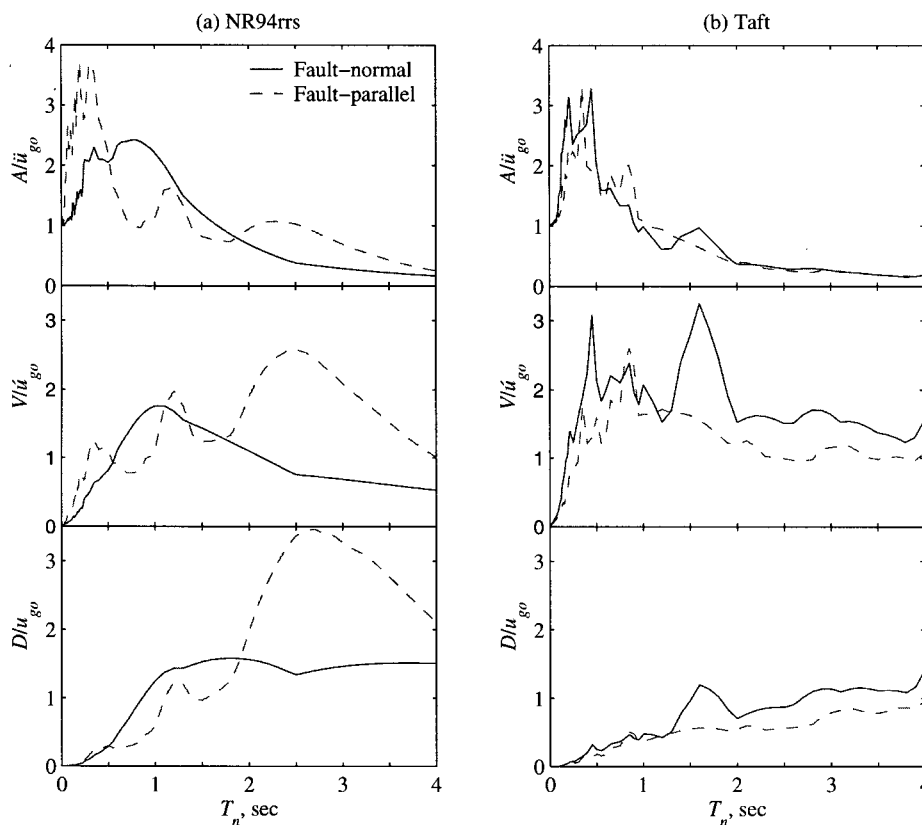 (a) NR94rrs
(b) Taft
4
3
2
1
0
A/ü_go
Fault−normal
Fault−parallel
4
3
2
1
0
A/ü_go
3
2
1
0
V/u̇_go
3
2
1
0
V/u̇_go
3
2
1
0
D/u_go
3
2
1
0
D/u_go
0 1 2 3 4
T_n, sec
0 1 2 3 4
T_n, sec